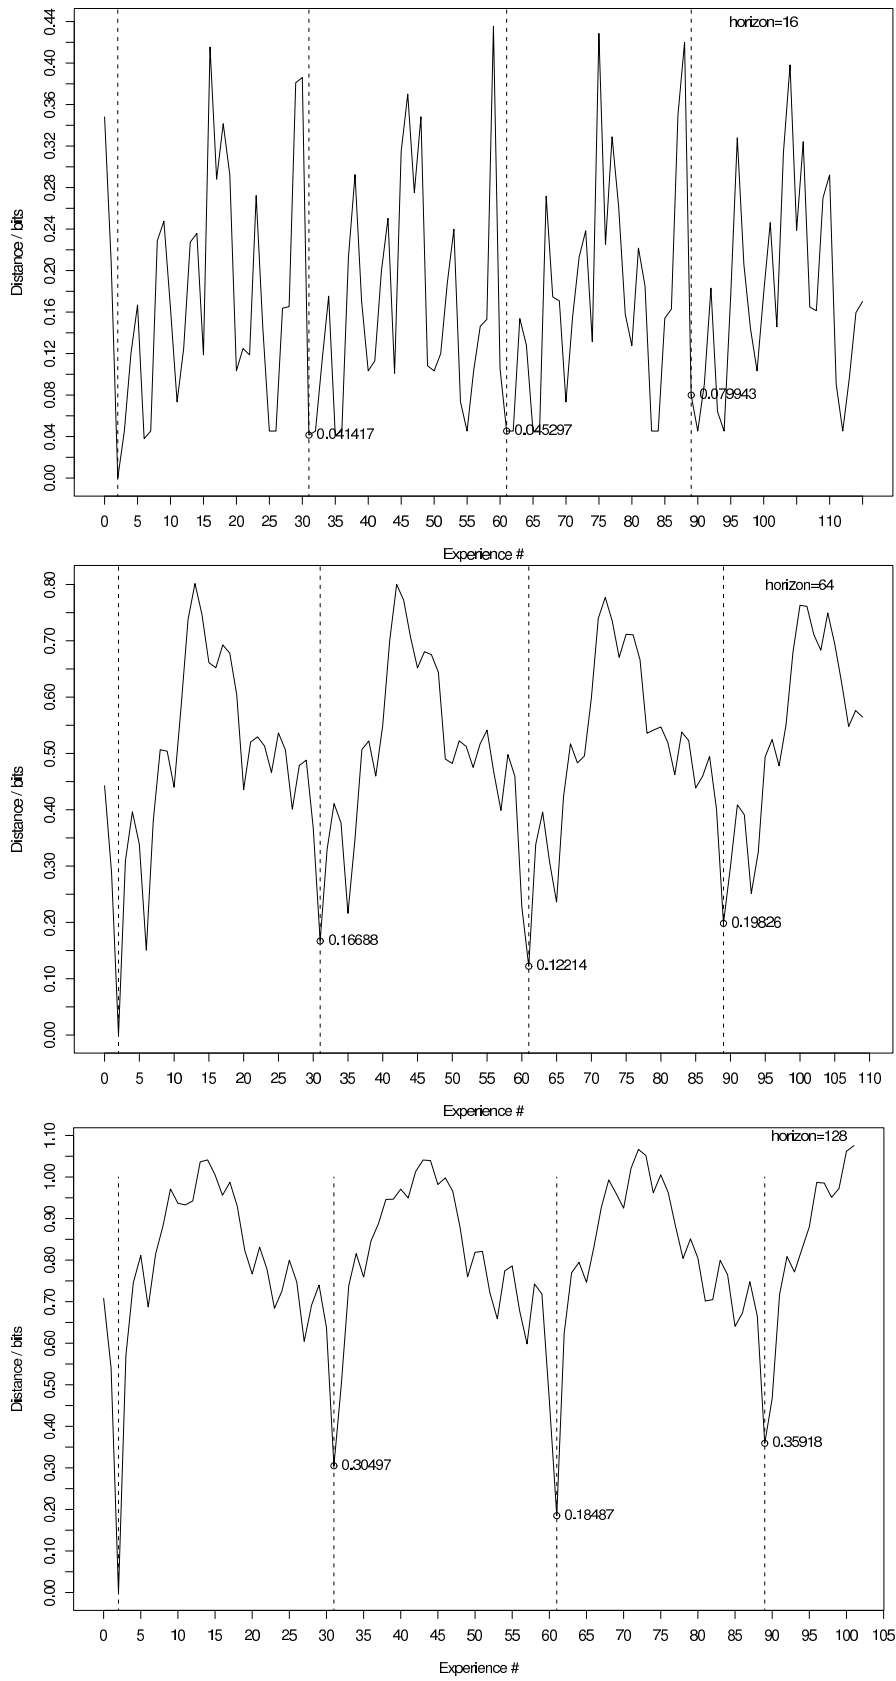 horizon=16
Distance / bits
0.00 0.04 0.08 0.12 0.16 0.20 0.24 0.28 0.32 0.36 0.40 0.44
0.041417
0.045297
0.079943
0 5 10 15 20 25 30 35 40 45 50 55 60 65 70 75 80 85 90 95 100 110
Experience #
horizon=64
Distance / bits
0.00 0.10 0.20 0.30 0.40 0.50 0.60 0.70 0.80
0.16688
0.12214
0.19826
0 5 10 15 20 25 30 35 40 45 50 55 60 65 70 75 80 85 90 95 100 110
Experience #
horizon=128
Distance / bits
0.00 0.10 0.20 0.30 0.40 0.50 0.60 0.70 0.80 0.90 1.00 1.10
0.30497
0.18487
0.35918
0 5 10 15 20 25 30 35 40 45 50 55 60 65 70 75 80 85 90 95 100 105
Experience #